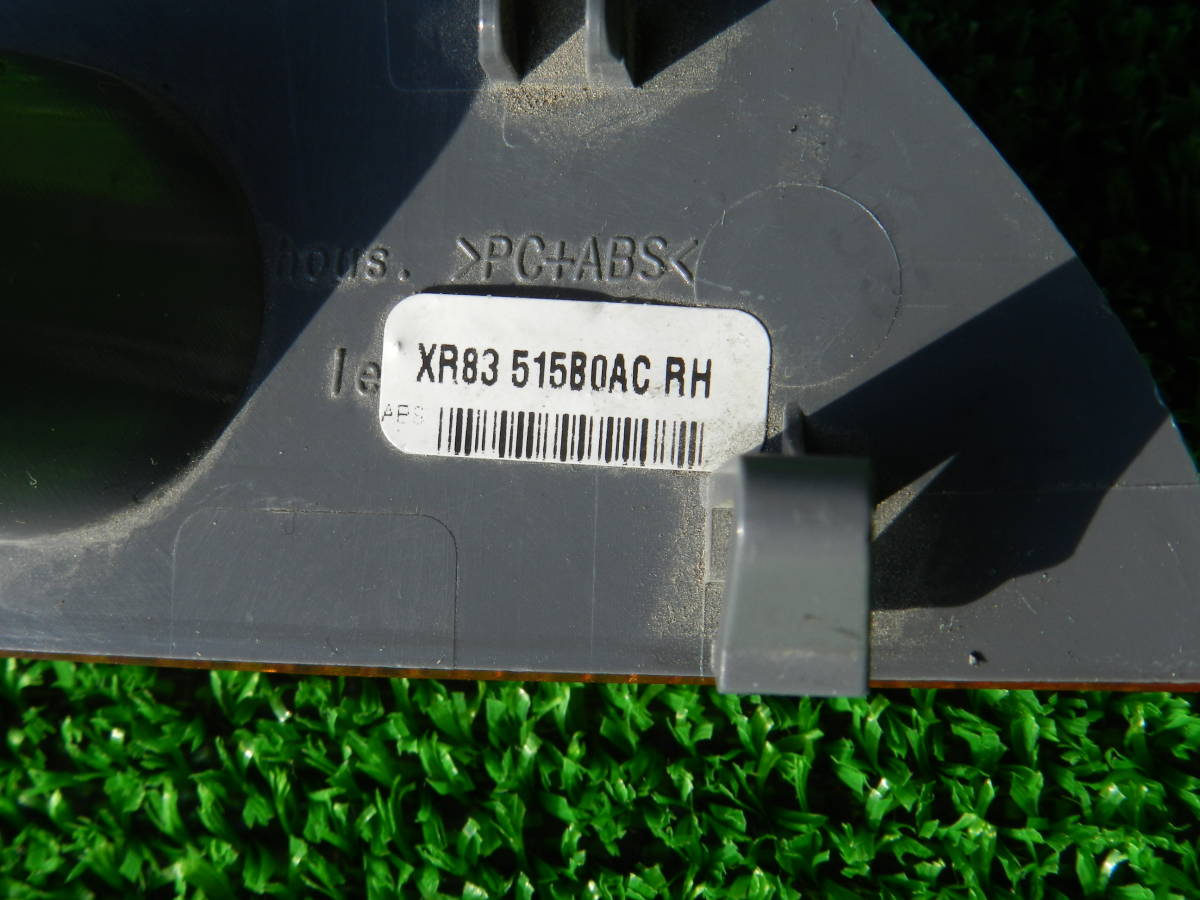 hous. >PC+ABS<
XR83 515B0AC RH
le
ABS